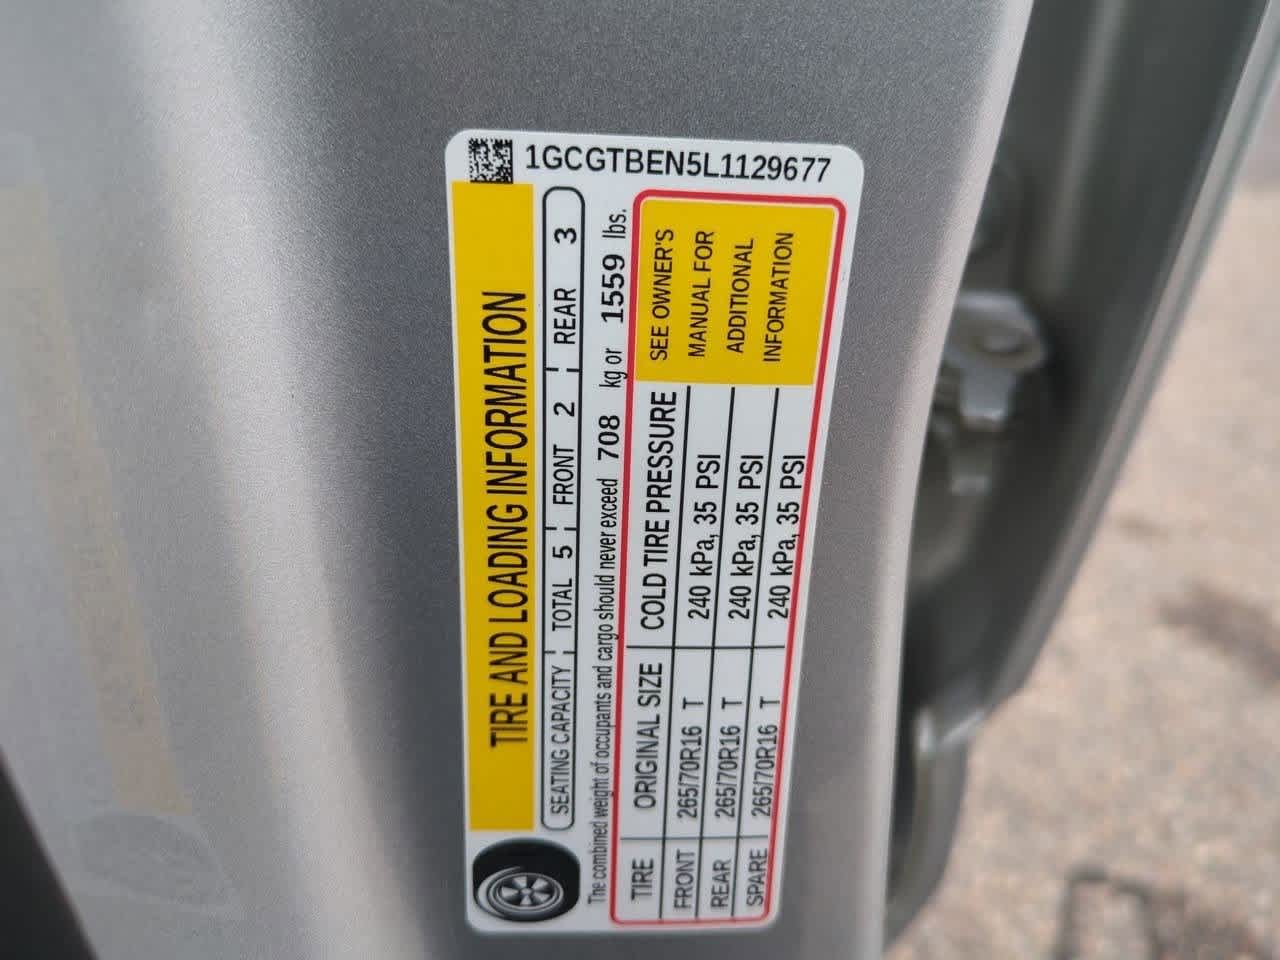 1GCGTBEN5L1129677
TIRE AND LOADING INFORMATION
SEATING CAPACITY TOTAL 5 FRONT 2 REAR 3
The combined weight of occupants and cargo should never exceed 708 kg or 1559 lbs.
TIRE ORIGINAL SIZE COLD TIRE PRESSURE
FRONT 265/70R16 T 240 kPa, 35 PSI
REAR 265/70R16 T 240 kPa, 35 PSI
SPARE 265/70R16 T 240 kPa, 35 PSI
SEE OWNER'S
MANUAL FOR
ADDITIONAL
INFORMATION